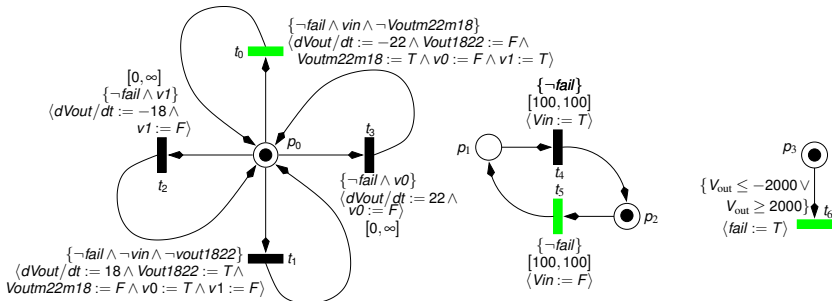 {¬fail ∧ vin ∧ ¬Voutm22m18}
⟨dVout/dt := −22 ∧ Vout1822 := F∧
Voutm22m18 := T ∧ v0 := F ∧ v1 := T⟩
t0
[0, ∞]
{¬fail ∧ v1}
⟨dVout/dt := −18 ∧
v1 := F⟩
t2
p0
t3
{¬fail ∧ v0}
⟨dVout/dt := 22 ∧
v0 := F⟩
[0, ∞]
{¬fail ∧ ¬vin ∧ ¬vout1822}
⟨dVout/dt := 18 ∧ Vout1822 := T∧
Voutm22m18 := F ∧ v0 := T ∧ v1 := F⟩
t1
{¬fail}
[100, 100]
⟨Vin := T⟩
p1
t4
t5
p2
{¬fail}
[100, 100]
⟨Vin := F⟩
p3
{Vout ≤ −2000 ∨
Vout ≥ 2000}
t6
⟨fail := T⟩